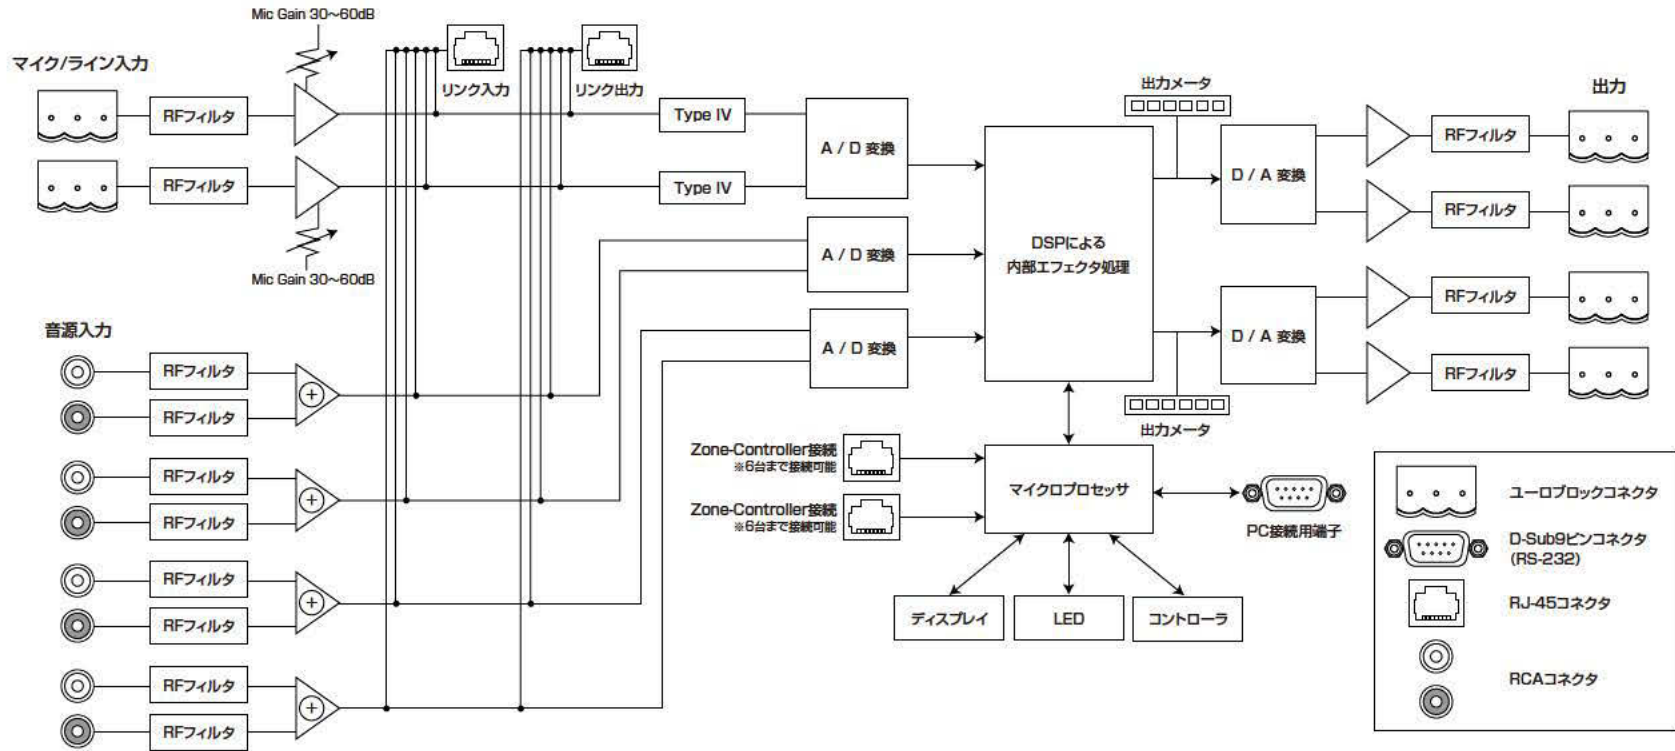 Mic Gain 30～60dB
マイク/ライン入力
リンク入力
リンク出力
出力メータ
出力
RFフィルタ
Type IV
A / D 変換
D / A 変換
RFフィルタ
RFフィルタ
Type IV
RFフィルタ
Mic Gain 30～60dB
A / D 変換
DSPによる
内部エフェクタ処理
RFフィルタ
音源入力
A / D 変換
D / A 変換
RFフィルタ
RFフィルタ
RFフィルタ
出力メータ
RFフィルタ
RFフィルタ
Zone-Controller接続
※6台まで接続可能
マイクロプロセッサ
Zone-Controller接続
※6台まで接続可能
PC接続用端子
RFフィルタ
RFフィルタ
ディスプレイ
LED
コントローラ
RFフィルタ
RFフィルタ
ユーロブロックコネクタ
D-Sub9ピンコネクタ
(RS-232)
RJ-45コネクタ
RCAコネクタ